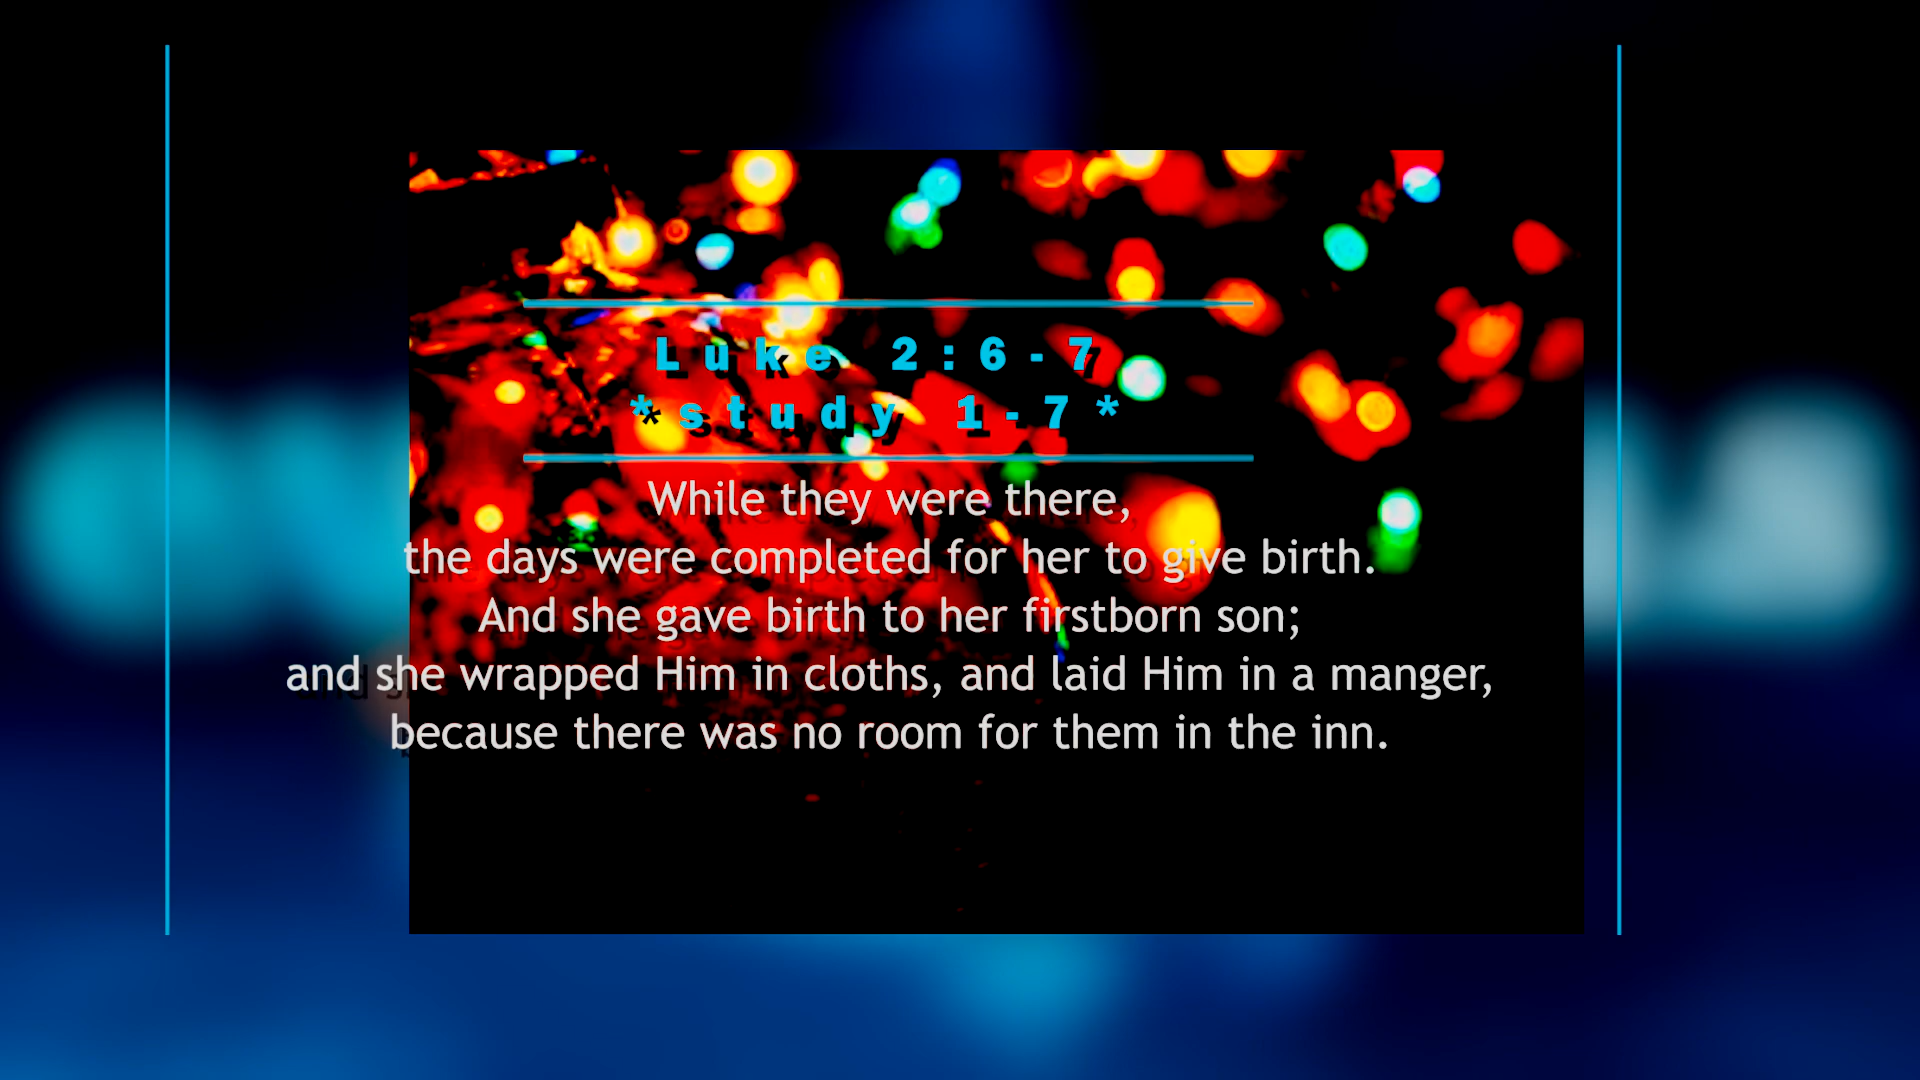 Luke 2:6-7
*study 1-7*
While they were there,
the days were completed for her to give birth.
And she gave birth to her firstborn son;
and she wrapped Him in cloths, and laid Him in a manger,
because there was no room for them in the inn.